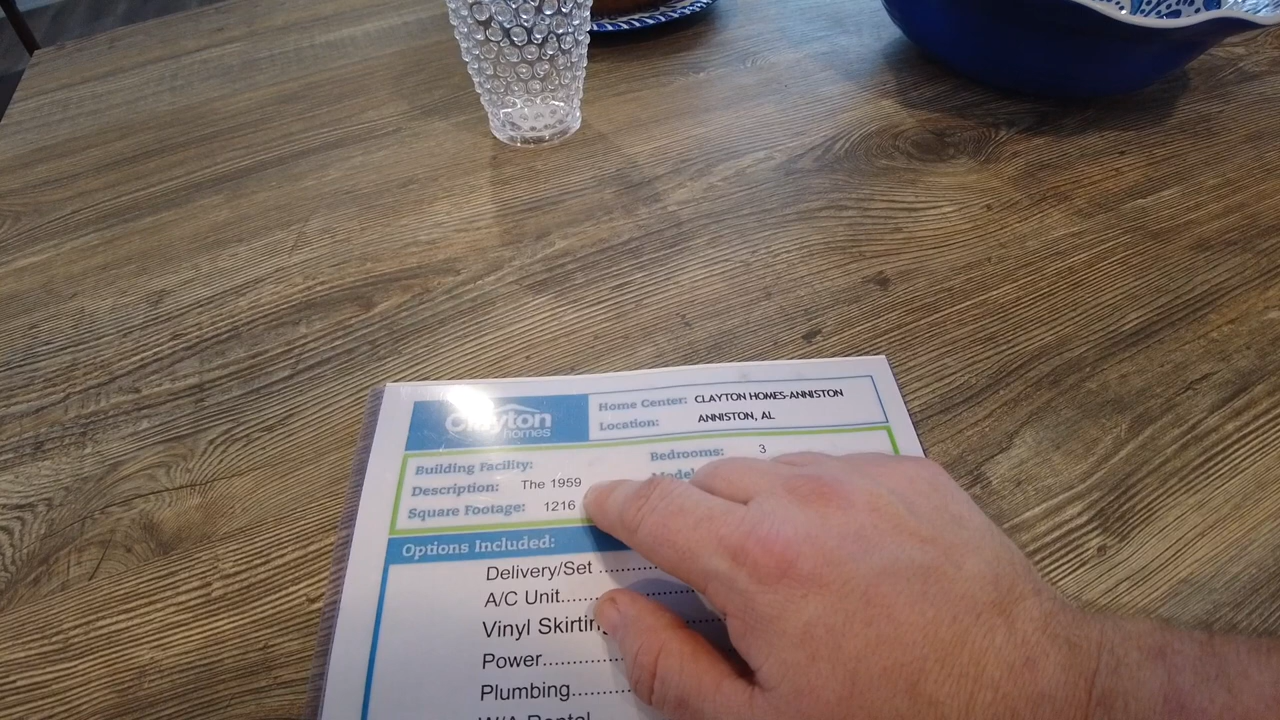 Clayton
homes
Home Center: CLAYTON HOMES-ANNISTON
Location: ANNISTON, AL
Building Facility:
Bedrooms: 3
Description: The 1959
Square Footage: 1216
Options Included:
Delivery/Set ..........
A/C Unit.....
Vinyl Skirting
Power...............
Plumbing...........